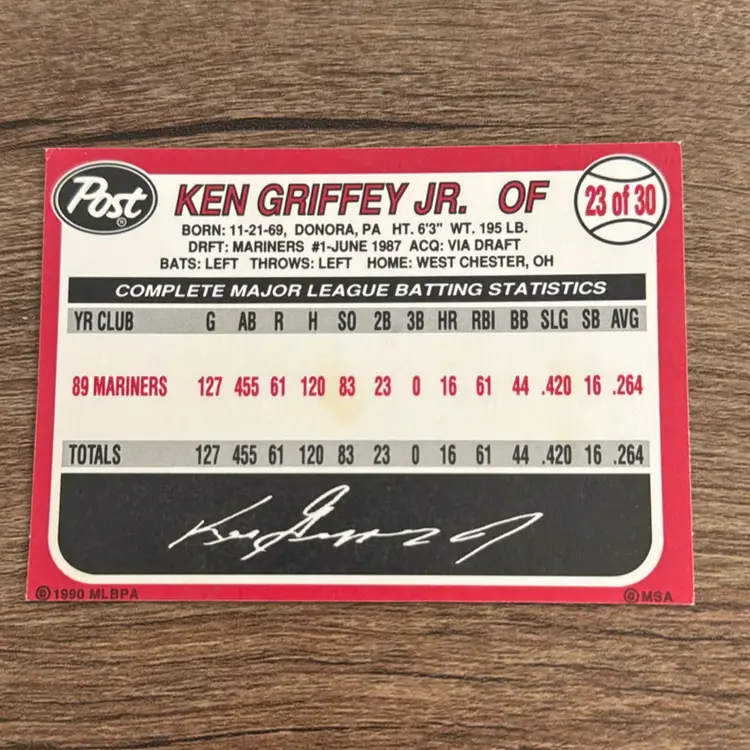 Post®
KEN GRIFFEY JR. OF
23 of 30
BORN: 11-21-69, DONORA, PA HT. 6'3" WT. 195 LB.
DRFT: MARINERS #1-JUNE 1987 ACQ: VIA DRAFT
BATS: LEFT THROWS: LEFT HOME: WEST CHESTER, OH
COMPLETE MAJOR LEAGUE BATTING STATISTICS
YR CLUB G AB R H SO 2B 3B HR RBI BB SLG SB AVG
89 MARINERS 127 455 61 120 83 23 0 16 61 44 .420 16 .264
TOTALS 127 455 61 120 83 23 0 16 61 44 .420 16 .264
Ken Griffey Jr
© 1990 MLBPA
© MSA